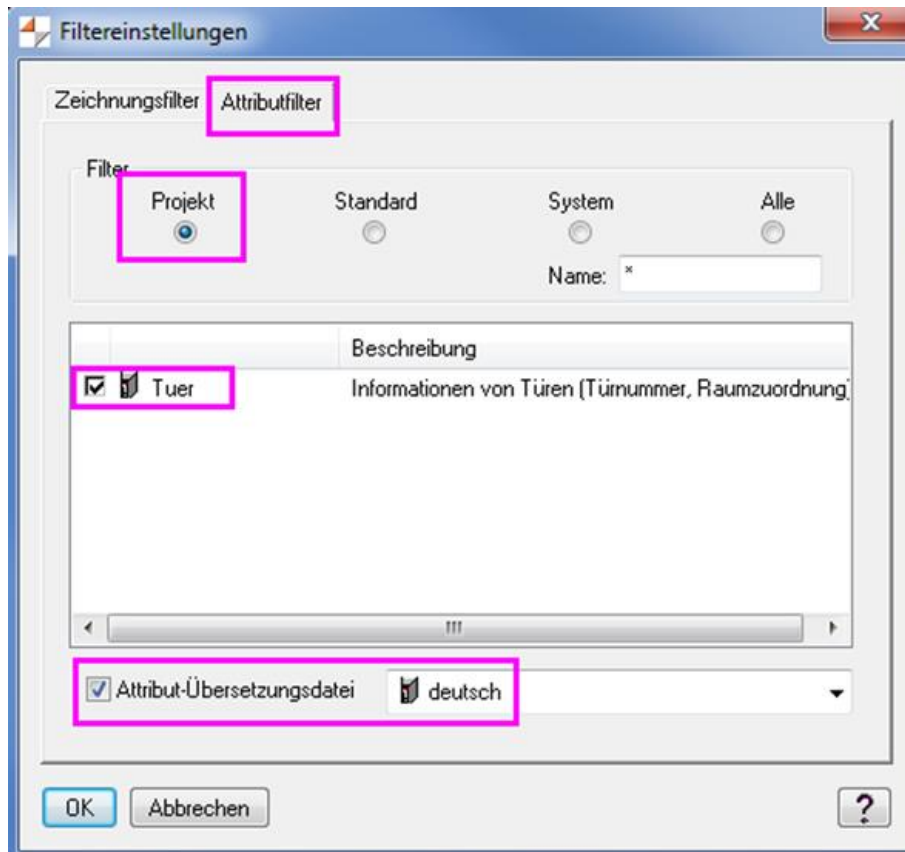 Filtereinstellungen
Zeichnungsfilter Attributfilter
Filter
Projekt Standard System Alle
Name: *
Beschreibung
Tuer Informationen von Türen (Türnummer, Raumzuordnung)
Attribut-Übersetzungsdatei deutsch
OK Abbrechen ?